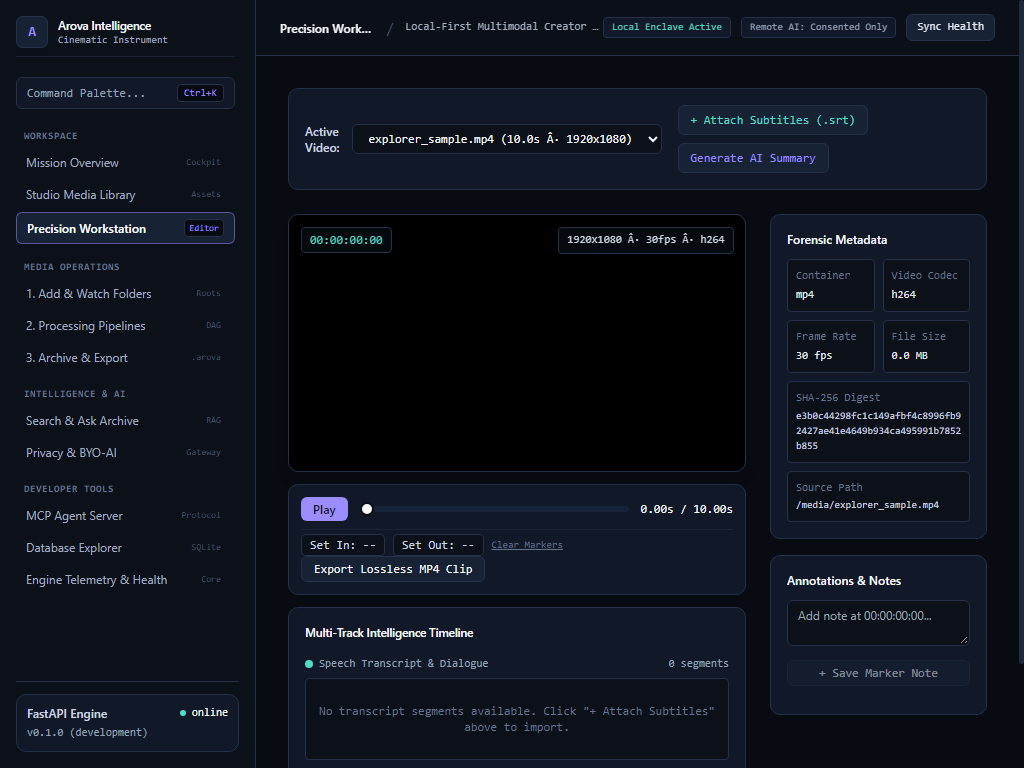 A
Arova Intelligence
Cinematic Instrument
Command Palette... Ctrl+K
WORKSPACE
Mission Overview Cockpit
Studio Media Library Assets
Precision Workstation Editor
MEDIA OPERATIONS
1. Add & Watch Folders Roots
2. Processing Pipelines DAG
3. Archive & Export .arova
INTELLIGENCE & AI
Search & Ask Archive RAG
Privacy & BYO-AI Gateway
DEVELOPER TOOLS
MCP Agent Server Protocol
Database Explorer SQLite
Engine Telemetry & Health Core
FastAPI Engine online
v0.1.0 (development)
Precision Work... / Local-First Multimodal Creator … Local Enclave Active Remote AI: Consented Only Sync Health
Active
Video:
explorer_sample.mp4 (10.0s Â· 1920x1080)
+ Attach Subtitles (.srt)
Generate AI Summary
00:00:00:00 1920x1080 Â· 30fps Â· h264
Play 0.00s / 10.00s
Set In: -- Set Out: -- Clear Markers
Export Lossless MP4 Clip
Multi-Track Intelligence Timeline
Speech Transcript & Dialogue 0 segments
No transcript segments available. Click "+ Attach Subtitles"
above to import.
Forensic Metadata
Container Video Codec
mp4 h264
Frame Rate File Size
30 fps 0.0 MB
SHA-256 Digest
e3b0c44298fc1c149afbf4c8996fb9
2427ae41e4649b934ca495991b7852
b855
Source Path
/media/explorer_sample.mp4
Annotations & Notes
Add note at 00:00:00:00...
+ Save Marker Note